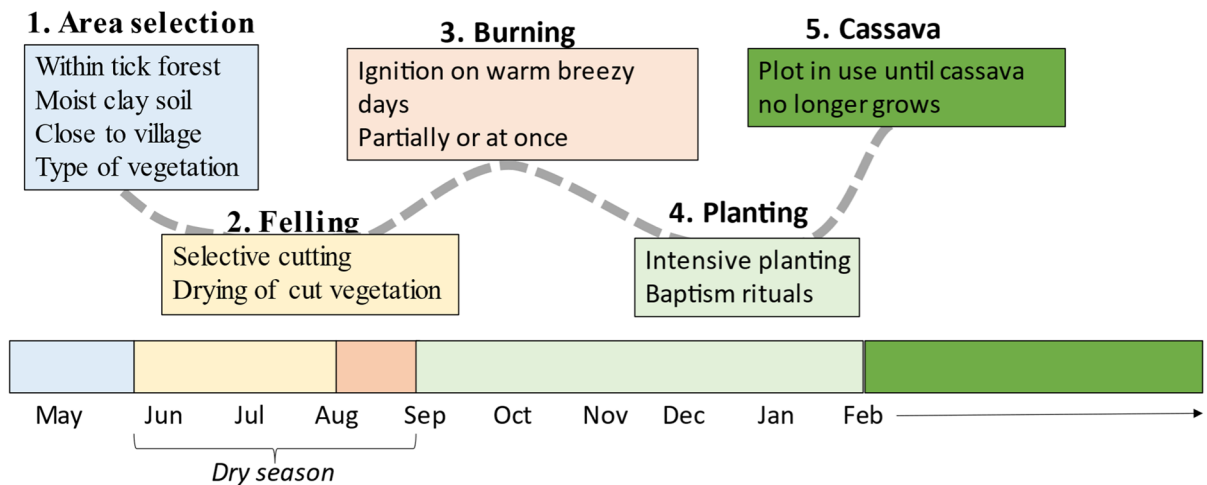 1. Area selection
Within tick forest
Moist clay soil
Close to village
Type of vegetation
2. Felling
Selective cutting
Drying of cut vegetation
3. Burning
Ignition on warm breezy
days
Partially or at once
4. Planting
Intensive planting
Baptism rituals
5. Cassava
Plot in use until cassava
no longer grows
May Jun Jul Aug Sep Oct Nov Dec Jan Feb
Dry season